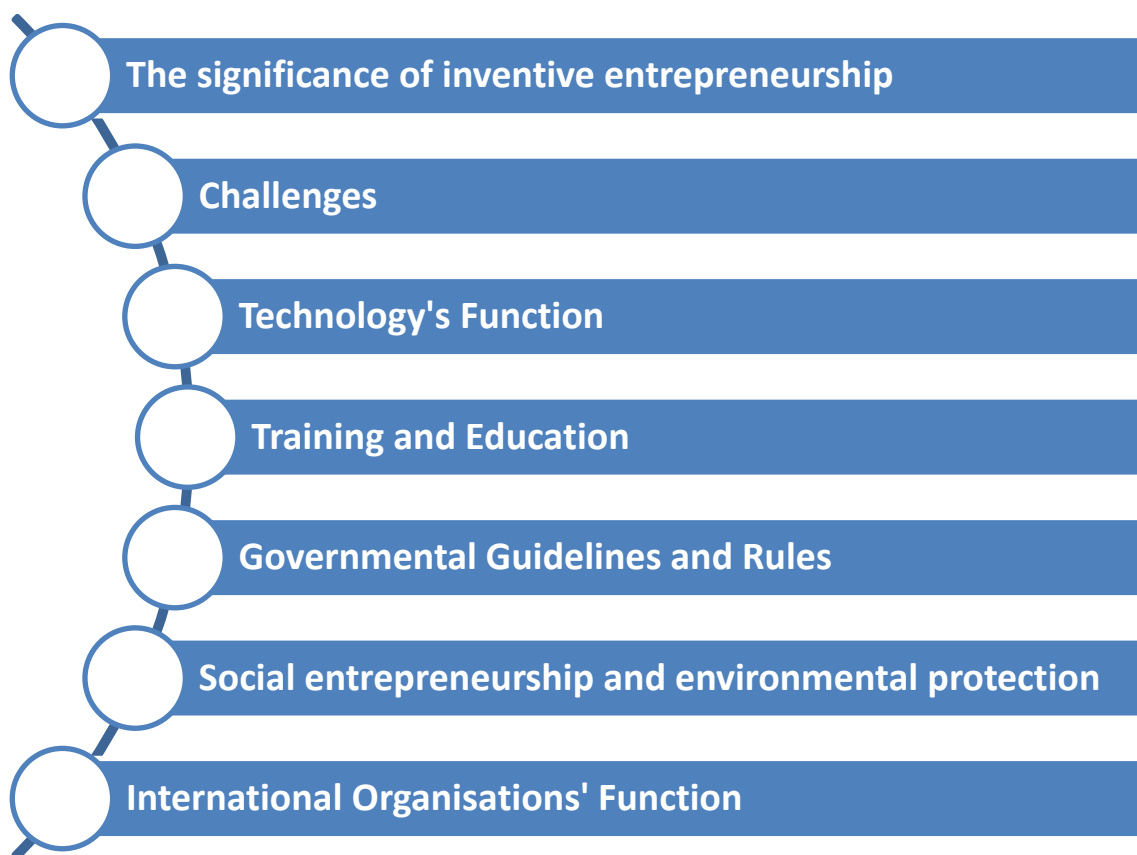 The significance of inventive entrepreneurship
Challenges
Technology's Function
Training and Education
Governmental Guidelines and Rules
Social entrepreneurship and environmental protection
International Organisations' Function